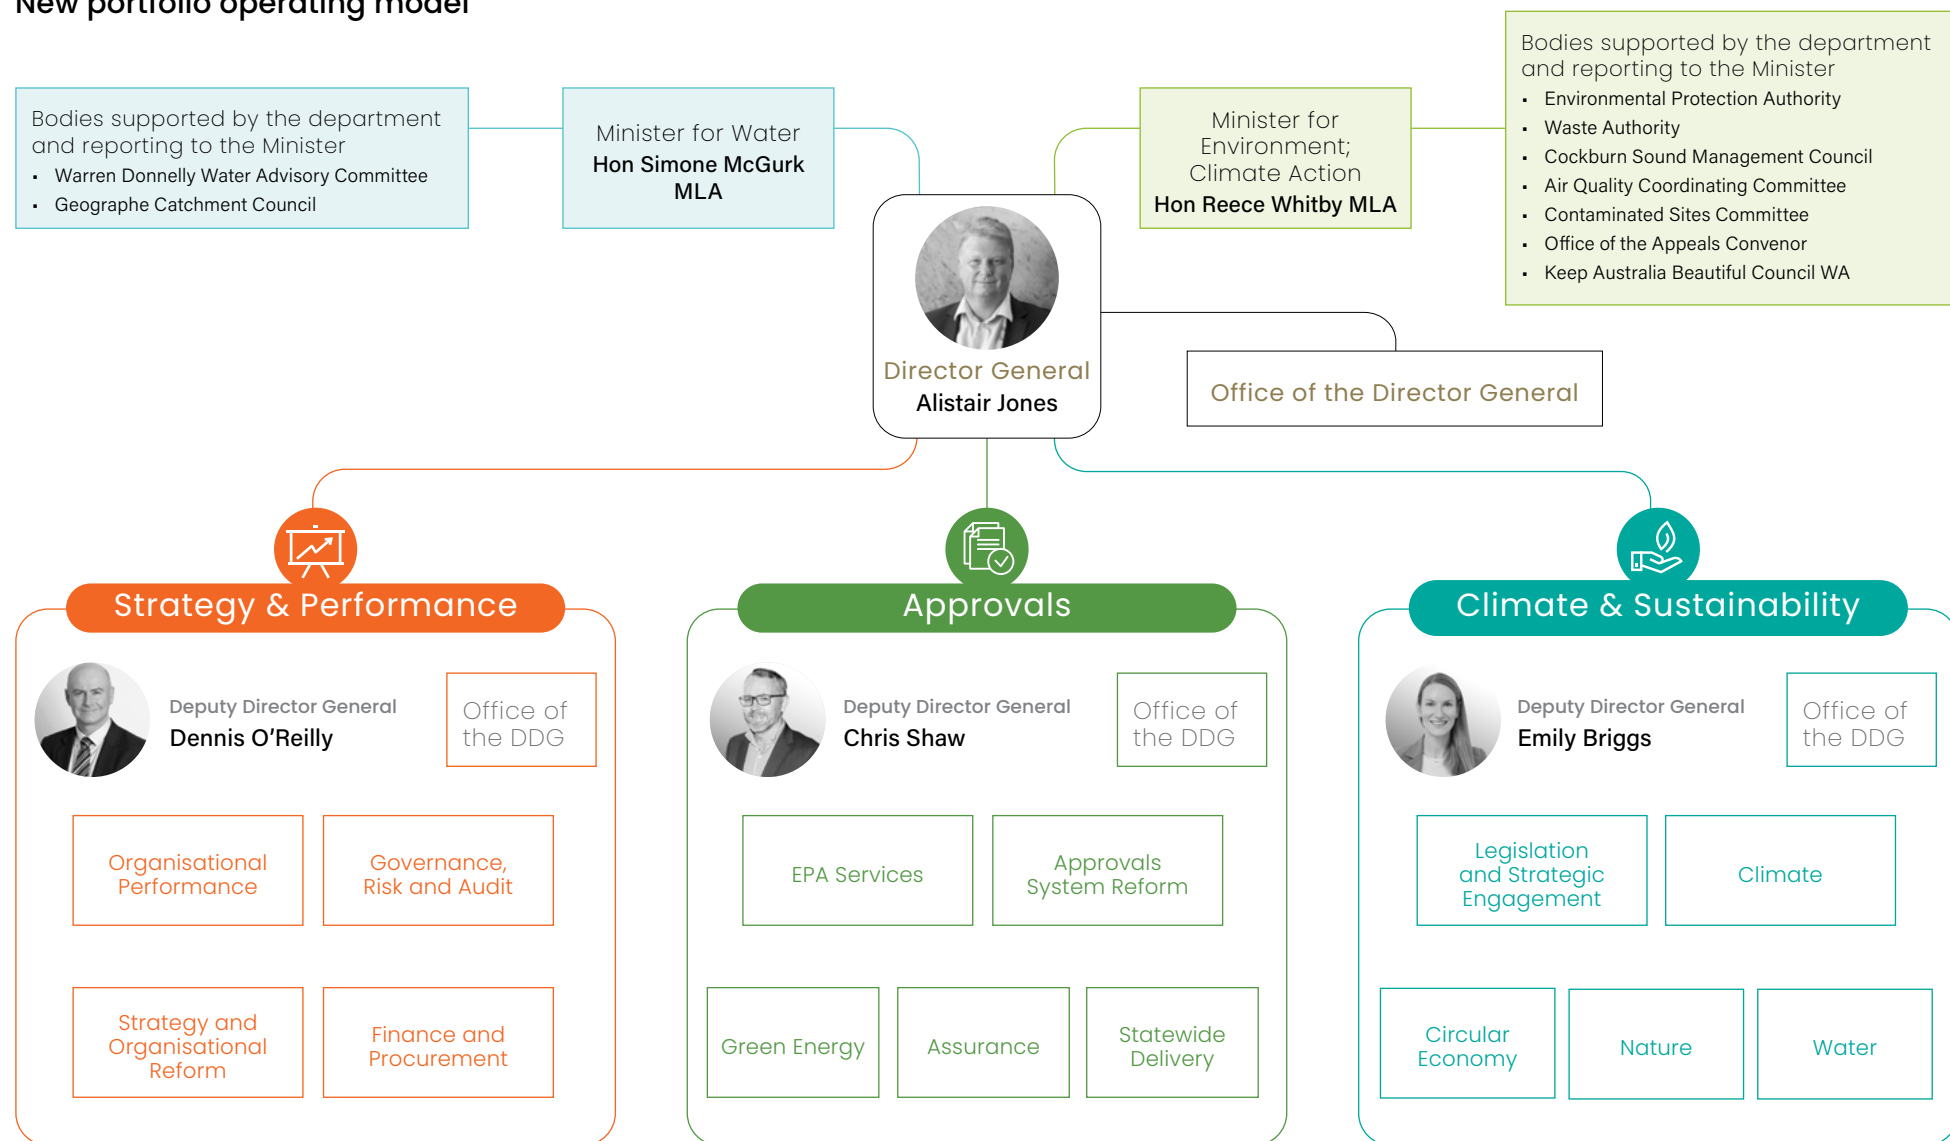 New portfolio operating model
Bodies supported by the department
and reporting to the Minister
• Warren Donnelly Water Advisory Committee
• Geographe Catchment Council
Minister for Water
Hon Simone McGurk
MLA
Minister for
Environment;
Climate Action
Hon Reece Whitby MLA
Bodies supported by the department
and reporting to the Minister
• Environmental Protection Authority
• Waste Authority
• Cockburn Sound Management Council
• Air Quality Coordinating Committee
• Contaminated Sites Committee
• Office of the Appeals Convenor
• Keep Australia Beautiful Council WA
Director General
Alistair Jones
Office of the Director General
Strategy & Performance
Deputy Director General
Dennis O'Reilly
Office of
the DDG
Organisational
Performance
Governance,
Risk and Audit
Strategy and
Organisational
Reform
Finance and
Procurement
Approvals
Deputy Director General
Chris Shaw
Office of
the DDG
EPA Services
Approvals
System Reform
Green Energy
Assurance
Statewide
Delivery
Climate & Sustainability
Deputy Director General
Emily Briggs
Office of
the DDG
Legislation
and Strategic
Engagement
Climate
Circular
Economy
Nature
Water